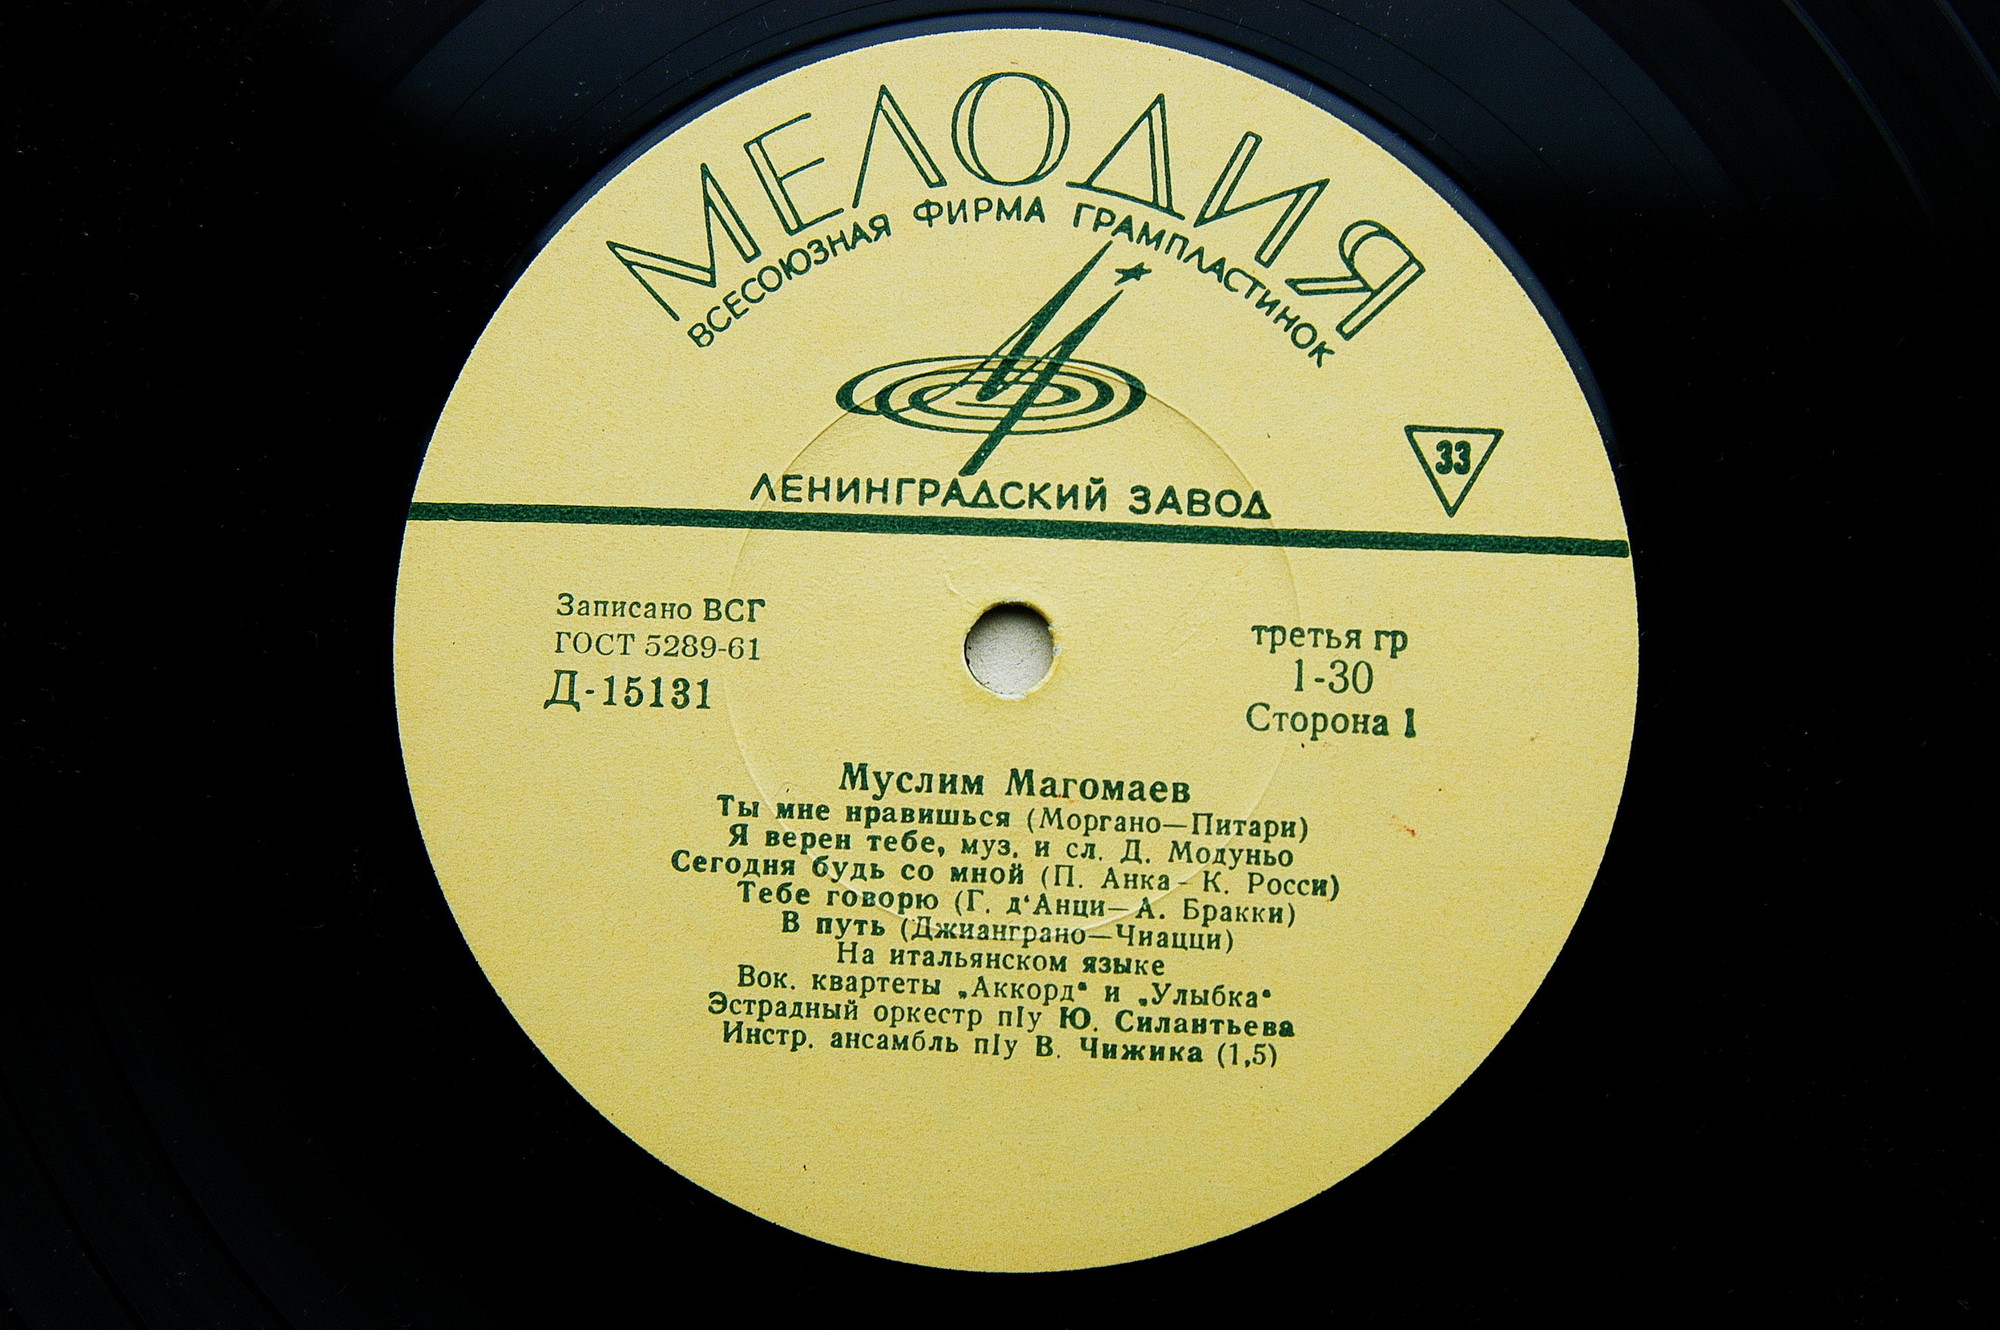 МЕЛОДИЯ
ВСЕСОЮЗНАЯ ФИРМА ГРАМПЛАСТИНОК
33
ЛЕНИНГРАДСКИЙ ЗАВОД
Записано ВСГ
ГОСТ 5289-61
Д-15131
третья гр
1-30
Сторона 1
Муслим Магомаев
Ты мне нравишься (Моргано—Питари)
Я верен тебе, муз. и сл. Д. Модуньо
Сегодня будь со мной (П. Анка - К. Росси)
Тебе говорю (Г. д‘Анци—А. Бракки)
В путь (Джианграно—Чиацци)
На итальянском языке
Вок. квартеты „Аккорд“ и „Улыбка“
Эстрадный оркестр п/у Ю. Силантьева
Инстр. ансамбль п/у В. Чижика (1,5)